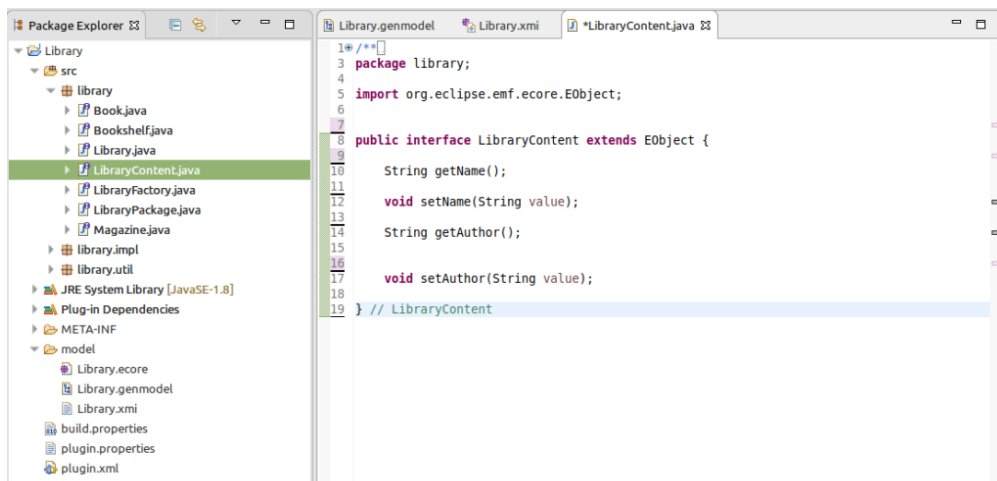 Package Explorer
Library
src
library
Book.java
Bookshelf.java
Library.java
LibraryContent.java
LibraryFactory.java
LibraryPackage.java
Magazine.java
library.impl
library.util
JRE System Library [JavaSE-1.8]
Plug-in Dependencies
META-INF
model
Library.ecore
Library.genmodel
Library.xmi
build.properties
plugin.properties
plugin.xml
Library.genmodel Library.xmi *LibraryContent.java
1 /**
3 package library;
4
5 import org.eclipse.emf.ecore.EObject;
6
7
8 public interface LibraryContent extends EObject {
9
10 String getName();
11
12 void setName(String value);
13
14 String getAuthor();
15
16
17 void setAuthor(String value);
18
19 } // LibraryContent